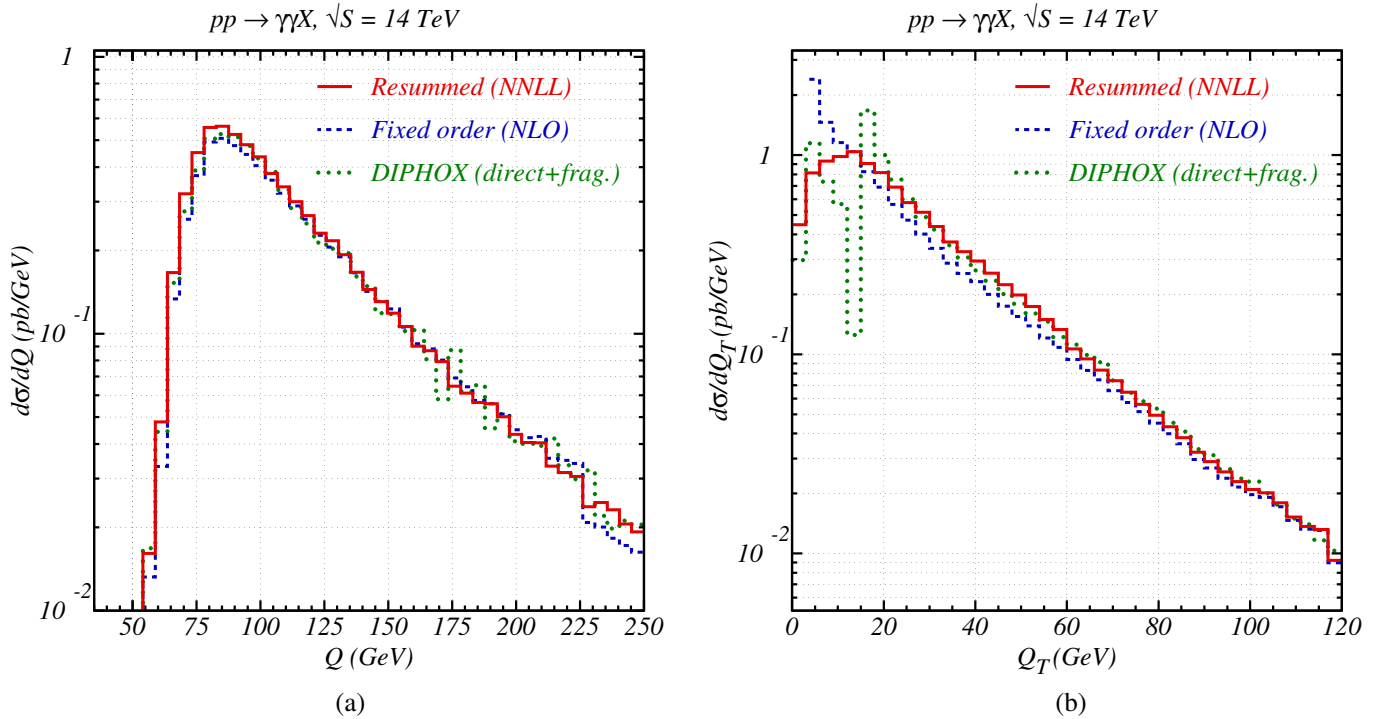 pp → γγX, √S = 14 TeV
1
10^-1
10^-2
dσ/dQ (pb/GeV)
Resummed (NNLL)
Fixed order (NLO)
DIPHOX (direct+frag.)
50 75 100 125 150 175 200 225 250
Q (GeV)
(a)
pp → γγX, √S = 14 TeV
1
10^-1
10^-2
dσ/dQ_T (pb/GeV)
Resummed (NNLL)
Fixed order (NLO)
DIPHOX (direct+frag.)
0 20 40 60 80 100 120
Q_T (GeV)
(b)